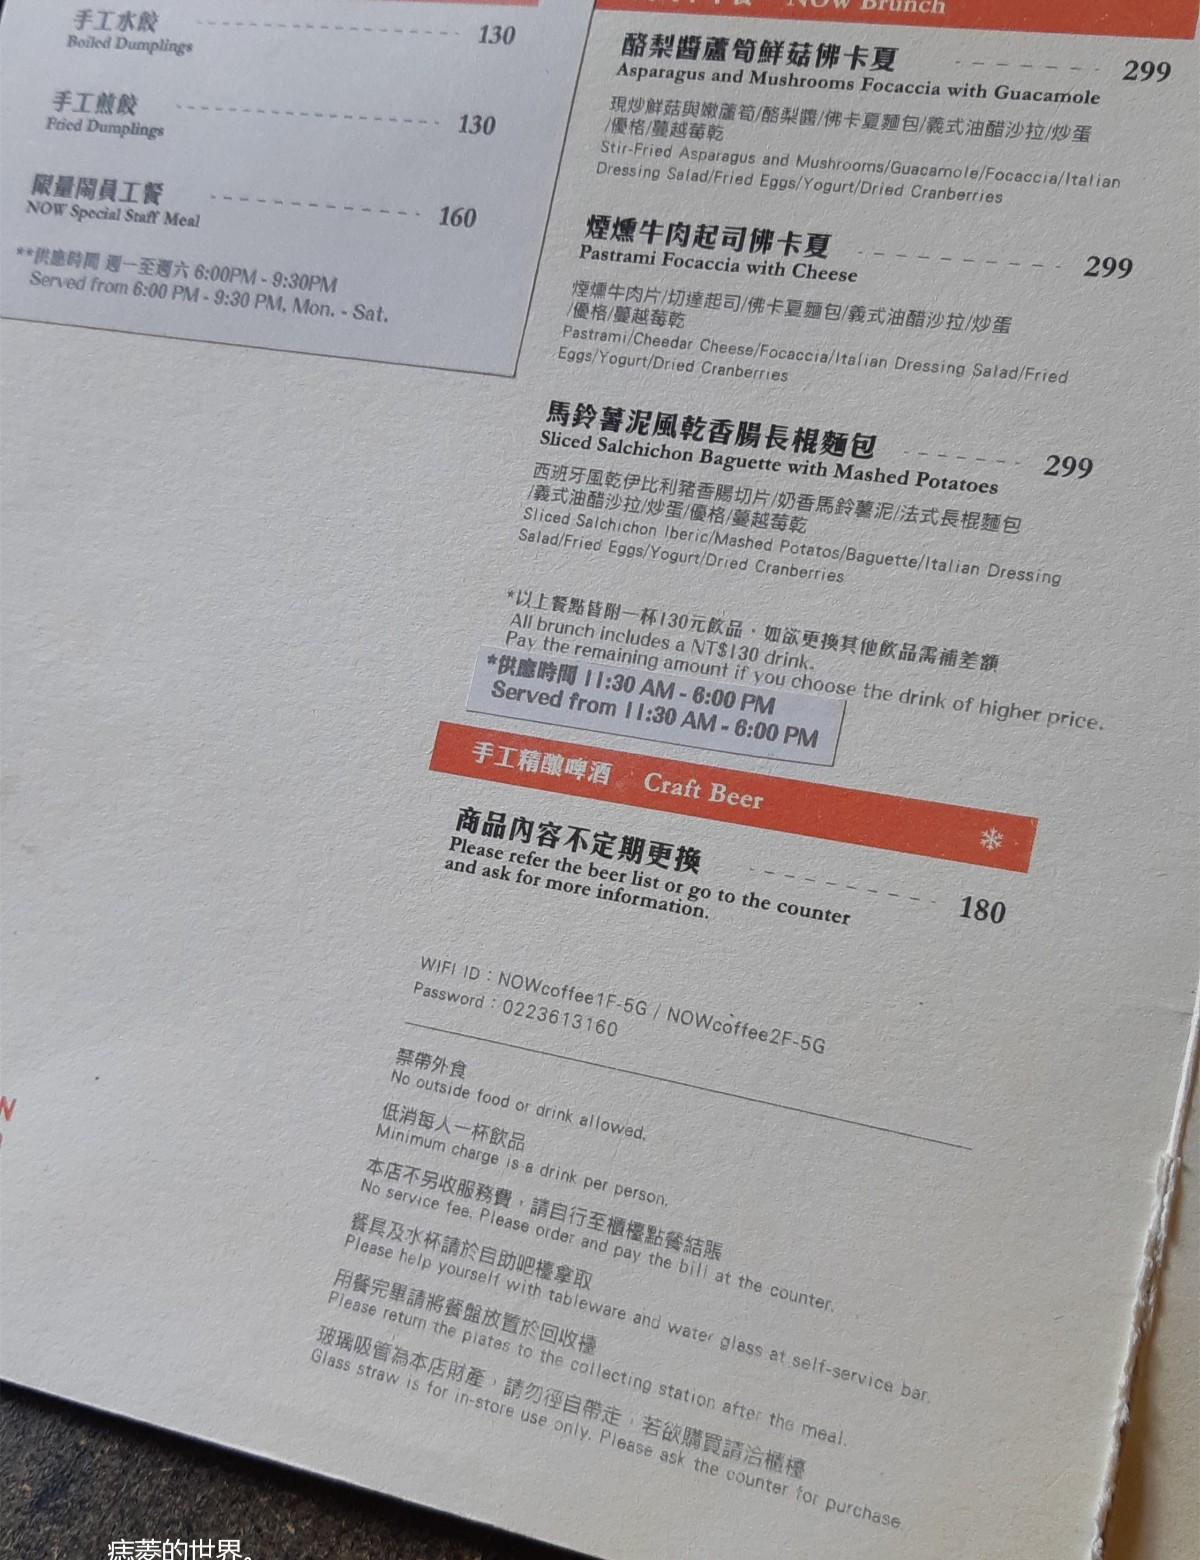 手工水餃 130
Boiled Dumplings
手工煎餃 130
Fried Dumplings
限量鬧員工餐 160
NOW Special Staff Meal
**供應時間 週一至週六 6:00PM - 9:30PM
Served from 6:00 PM - 9:30 PM, Mon. - Sat.
NOW Brunch
酪梨醬蘆筍鮮菇佛卡夏 299
Asparagus and Mushrooms Focaccia with Guacamole
現炒鮮菇與嫩蘆筍/酪梨醬/佛卡夏麵包/義式油醋沙拉/炒蛋
/優格/蔓越莓乾
Stir-Fried Asparagus and Mushrooms/Guacamole/Focaccia/Italian
Dressing Salad/Fried Eggs/Yogurt/Dried Cranberries
煙燻牛肉起司佛卡夏 299
Pastrami Focaccia with Cheese
煙燻牛肉片/切達起司/佛卡夏麵包/義式油醋沙拉/炒蛋
/優格/蔓越莓乾
Pastrami/Cheedar Cheese/Focaccia/Italian Dressing Salad/Fried
Eggs/Yogurt/Dried Cranberries
馬鈴薯泥風乾香腸長棍麵包 299
Sliced Salchichon Baguette with Mashed Potatoes
西班牙風乾伊比利豬香腸切片/奶香馬鈴薯泥/法式長棍麵包
/義式油醋沙拉/炒蛋/優格/蔓越莓乾
Sliced Salchichon Iberic/Mashed Potatos/Baguette/Italian Dressing
Salad/Fried Eggs/Yogurt/Dried Cranberries
*以上餐點皆附一杯130元飲品，如欲更換其他飲品需補差額
All brunch includes a NT$130 drink.
Pay the remaining amount if you choose the drink of higher price.
*供應時間 11:30 AM - 6:00 PM
Served from 11:30 AM - 6:00 PM
手工精釀啤酒 Craft Beer
商品內容不定期更換 180
Please refer the beer list or go to the counter
and ask for more information.
WIFI ID：NOWcoffee1F-5G / NOWcoffee2F-5G
Password：0223613160
禁帶外食
No outside food or drink allowed.
低消每人一杯飲品
Minimum charge is a drink per person.
本店不另收服務費，請自行至櫃檯點餐結賬
No service fee. Please order and pay the bill at the counter.
餐具及水杯請於自助吧檯拿取
Please help yourself with tableware and water glass at self-service bar.
用餐完畢請將餐盤放置於回收檯
Please return the plates to the collecting station after the meal.
玻璃吸管為本店財產，請勿徑自帶走；若欲購買請洽櫃檯
Glass straw is for in-store use only. Please ask the counter for purchase.
痣菱的世界。